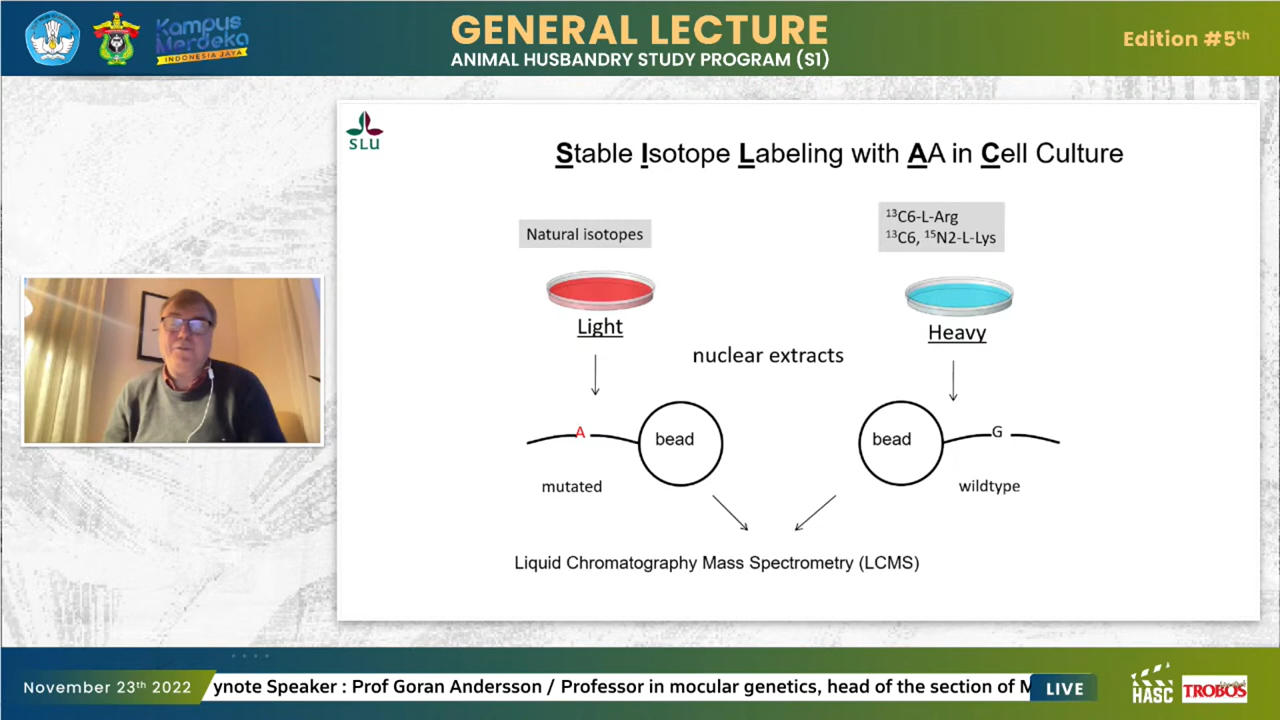 Kampus
Merdeka
INDONESIA JAYA
GENERAL LECTURE
ANIMAL HUSBANDRY STUDY PROGRAM (S1)
Edition #5th
SLU
Stable Isotope Labeling with AA in Cell Culture
Natural isotopes
13C6-L-Arg
13C6, 15N2-L-Lys
Light
Heavy
nuclear extracts
A
bead
bead
G
mutated
wildtype
Liquid Chromatography Mass Spectrometry (LCMS)
November 23th 2022
ynote Speaker : Prof Goran Andersson / Professor in mocular genetics, head of the section of M
LIVE
HASC
TROBOS